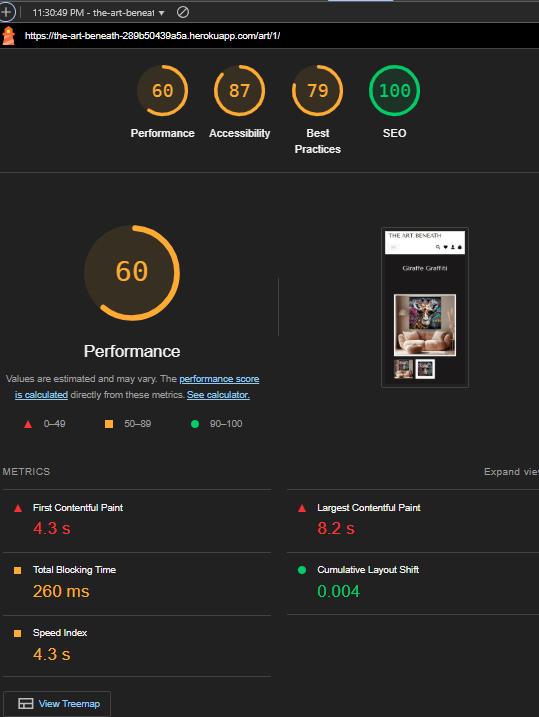 11:30:49 PM - the-art-beneat
https://the-art-beneath-289b50439a5a.herokuapp.com/art/1/
60 87 79 100
Performance Accessibility Best Practices SEO
60
THE ART BENEATH
Giraffe Graffiti
Performance
Values are estimated and may vary. The performance score
is calculated directly from these metrics. See calculator.
0–49 50–89 90–100
METRICS Expand view
First Contentful Paint
4.3 s
Largest Contentful Paint
8.2 s
Total Blocking Time
260 ms
Cumulative Layout Shift
0.004
Speed Index
4.3 s
View Treemap